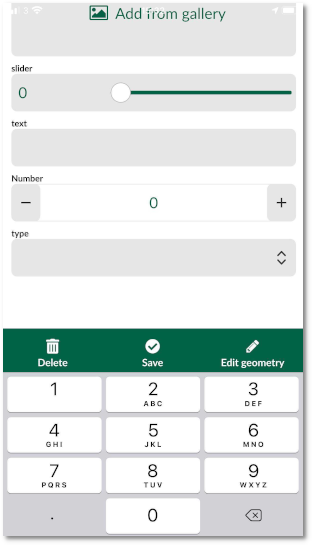 Add from gallery
slider
0
text
Number
− 0 +
type
Delete Save Edit geometry
1 2 3
ABC DEF
4 5 6
GHI JKL MNO
7 8 9
PQRS TUV WXYZ
. 0